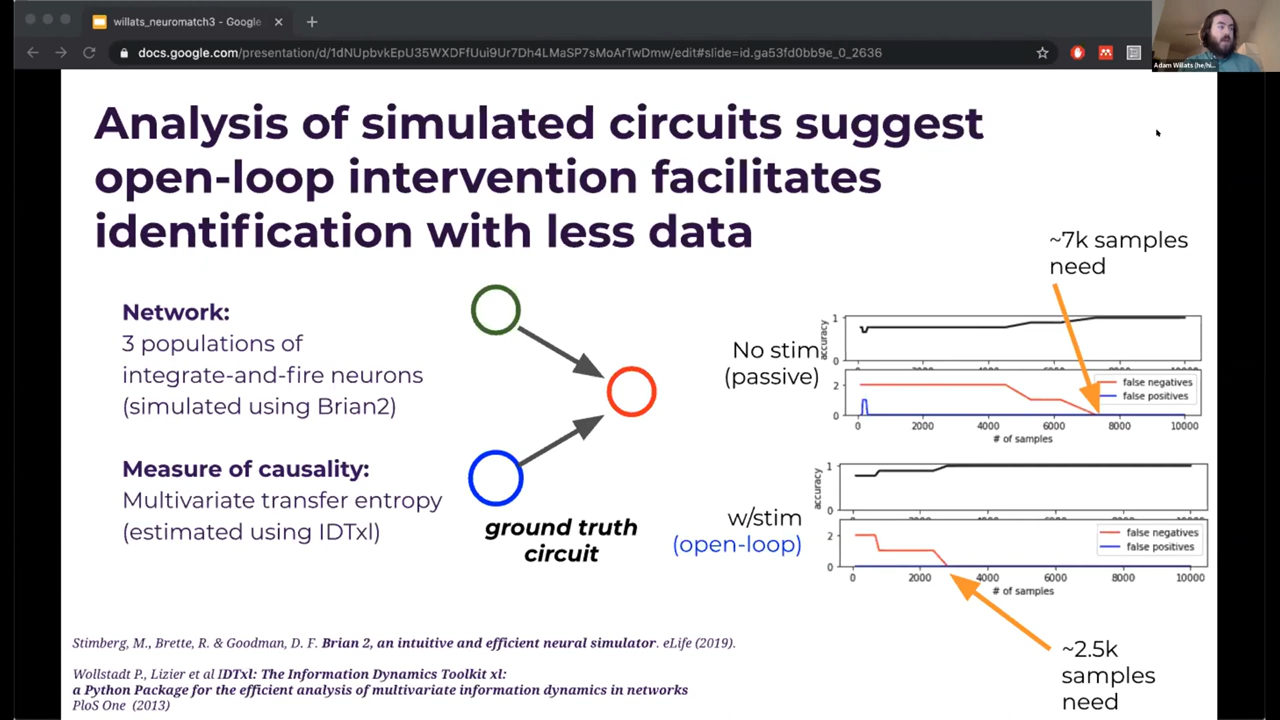 willats_neuromatch3 - Google
docs.google.com/presentation/d/1dNUpbvkEpU35WXDFfUui9Ur7Dh4LMaSP7sMoArTwDmw/edit#slide=id.ga53fd0bb9e_0_2636
Adam Willats (he/hi...
Analysis of simulated circuits suggest
open-loop intervention facilitates
identification with less data
Network:
3 populations of
integrate-and-fire neurons
(simulated using Brian2)
Measure of causality:
Multivariate transfer entropy
(estimated using IDTxl)
ground truth
circuit
~7k samples
need
No stim
(passive)
accuracy
1
0
2
0
false negatives
false positives
0 2000 4000 6000 8000 10000
# of samples
w/stim
(open-loop)
accuracy
1
0
2
0
false negatives
false positives
0 2000 4000 6000 8000 10000
# of samples
~2.5k
samples
need
Stimberg, M., Brette, R. & Goodman, D. F. Brian 2, an intuitive and efficient neural simulator. eLife (2019).
Wollstadt P., Lizier et al IDTxl: The Information Dynamics Toolkit xl:
a Python Package for the efficient analysis of multivariate information dynamics in networks
PloS One (2013)